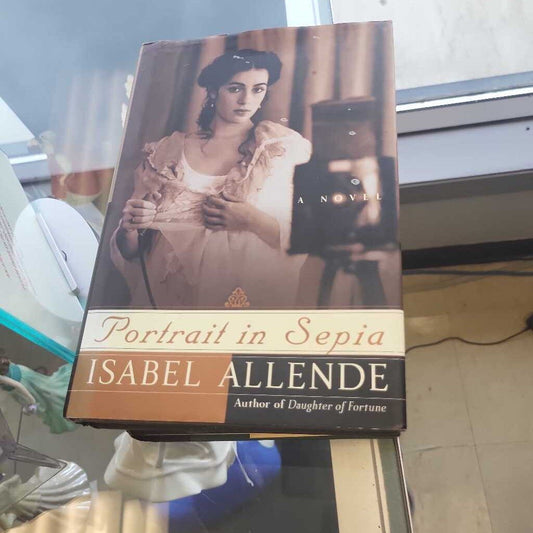 A NOVEL
Portrait in Sepia
ISABEL ALLENDE
Author of Daughter of Fortune